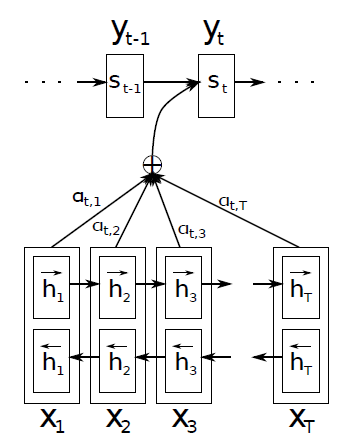 y_t-1 y_t
. . . s_t-1 s_t . . .
a_t,1 a_t,2 a_t,3 a_t,T
→h_1 →h_2 →h_3 →h_T
←h_1 ←h_2 ←h_3 ←h_T
x_1 x_2 x_3 x_T